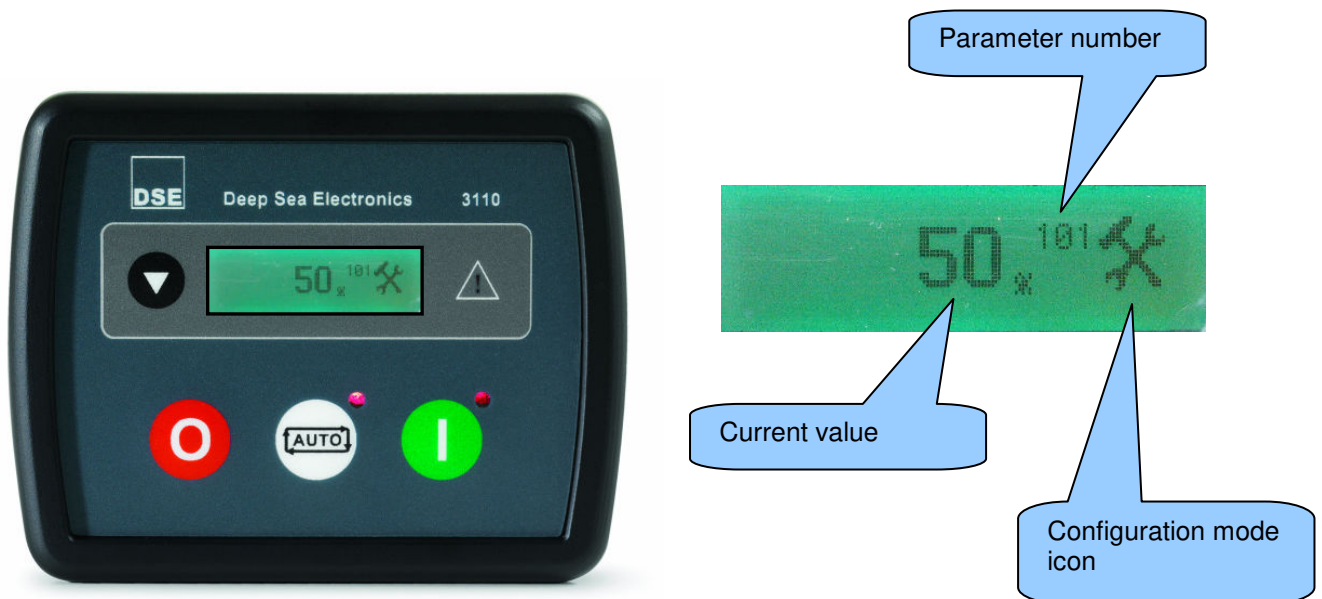 Parameter number
DSE
Deep Sea Electronics 3110
50 % 101
50 % 101
AUTO
O
I
Current value
Configuration mode
icon